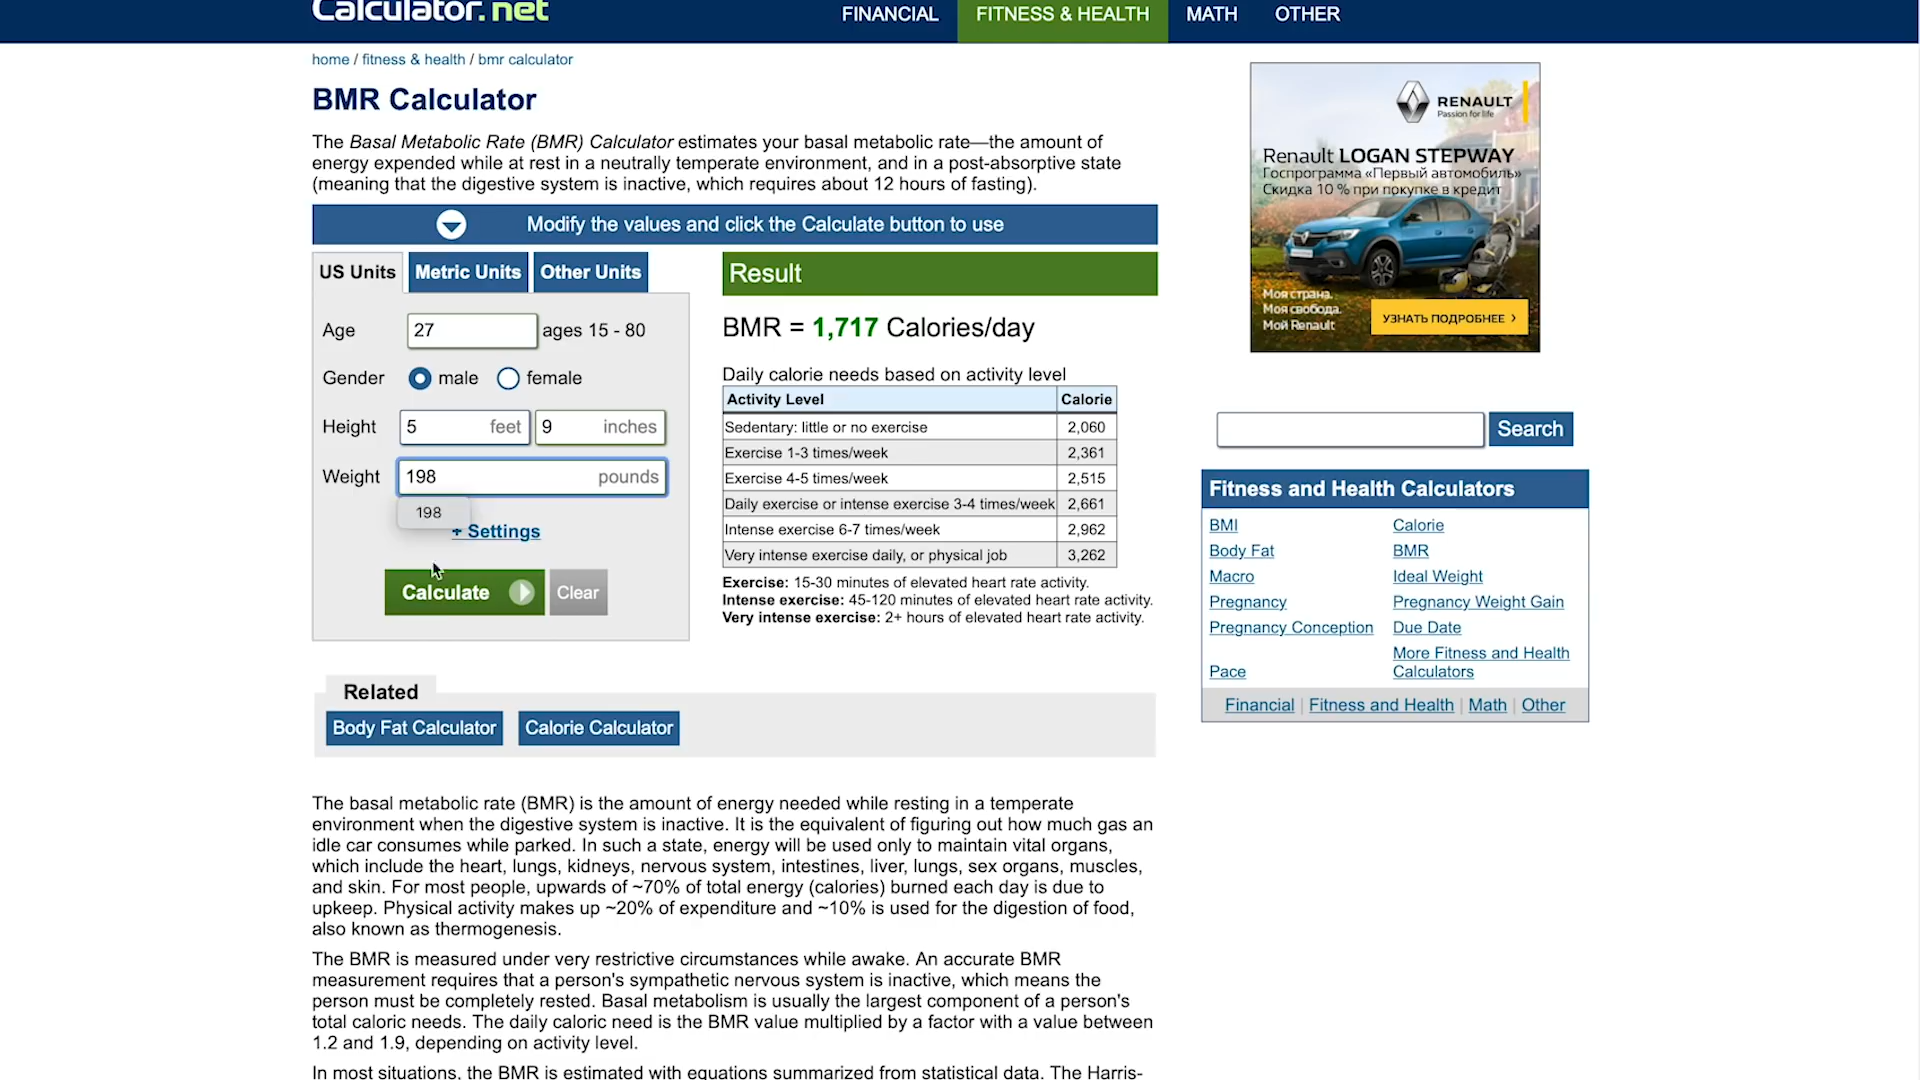 Calculator.net
FINANCIAL
FITNESS & HEALTH
MATH
OTHER
home / fitness & health / bmr calculator
BMR Calculator
The Basal Metabolic Rate (BMR) Calculator estimates your basal metabolic rate—the amount of
energy expended while at rest in a neutrally temperate environment, and in a post-absorptive state
(meaning that the digestive system is inactive, which requires about 12 hours of fasting).
Modify the values and click the Calculate button to use
US Units
Metric Units
Other Units
Age 27 ages 15 - 80
Gender male female
Height 5 feet 9 inches
Weight 198 pounds
198
+ Settings
Calculate
Clear
Result
BMR = 1,717 Calories/day
Daily calorie needs based on activity level
Activity Level Calorie
Sedentary: little or no exercise 2,060
Exercise 1-3 times/week 2,361
Exercise 4-5 times/week 2,515
Daily exercise or intense exercise 3-4 times/week 2,661
Intense exercise 6-7 times/week 2,962
Very intense exercise daily, or physical job 3,262
Exercise: 15-30 minutes of elevated heart rate activity.
Intense exercise: 45-120 minutes of elevated heart rate activity.
Very intense exercise: 2+ hours of elevated heart rate activity.
Related
Body Fat Calculator
Calorie Calculator
The basal metabolic rate (BMR) is the amount of energy needed while resting in a temperate
environment when the digestive system is inactive. It is the equivalent of figuring out how much gas an
idle car consumes while parked. In such a state, energy will be used only to maintain vital organs,
which include the heart, lungs, kidneys, nervous system, intestines, liver, lungs, sex organs, muscles,
and skin. For most people, upwards of ~70% of total energy (calories) burned each day is due to
upkeep. Physical activity makes up ~20% of expenditure and ~10% is used for the digestion of food,
also known as thermogenesis.
The BMR is measured under very restrictive circumstances while awake. An accurate BMR
measurement requires that a person's sympathetic nervous system is inactive, which means the
person must be completely rested. Basal metabolism is usually the largest component of a person's
total caloric needs. The daily caloric need is the BMR value multiplied by a factor with a value between
1.2 and 1.9, depending on activity level.
In most situations, the BMR is estimated with equations summarized from statistical data. The Harris-
RENAULT
Passion for life
Renault LOGAN STEPWAY
Госпрограмма «Первый автомобиль»
Скидка 10 % при покупке в кредит
Моя страна.
Моя свобода.
Мой Renault
УЗНАТЬ ПОДРОБНЕЕ ›
Search
Fitness and Health Calculators
BMI Calorie
Body Fat BMR
Macro Ideal Weight
Pregnancy Pregnancy Weight Gain
Pregnancy Conception Due Date
Pace More Fitness and Health
Calculators
Financial | Fitness and Health | Math | Other